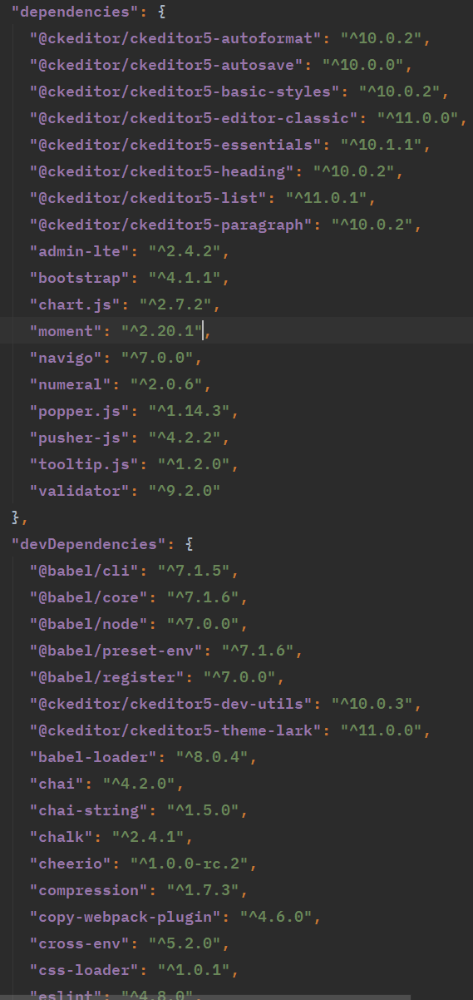 "dependencies": {
"@ckeditor/ckeditor5-autoformat": "^10.0.2",
"@ckeditor/ckeditor5-autosave": "^10.0.0",
"@ckeditor/ckeditor5-basic-styles": "^10.0.2",
"@ckeditor/ckeditor5-editor-classic": "^11.0.0",
"@ckeditor/ckeditor5-essentials": "^10.1.1",
"@ckeditor/ckeditor5-heading": "^10.0.2",
"@ckeditor/ckeditor5-list": "^11.0.1",
"@ckeditor/ckeditor5-paragraph": "^10.0.2",
"admin-lte": "^2.4.2",
"bootstrap": "^4.1.1",
"chart.js": "^2.7.2",
"moment": "^2.20.1",
"navigo": "^7.0.0",
"numeral": "^2.0.6",
"popper.js": "^1.14.3",
"pusher-js": "^4.2.2",
"tooltip.js": "^1.2.0",
"validator": "^9.2.0"
},
"devDependencies": {
"@babel/cli": "^7.1.5",
"@babel/core": "^7.1.6",
"@babel/node": "^7.0.0",
"@babel/preset-env": "^7.1.6",
"@babel/register": "^7.0.0",
"@ckeditor/ckeditor5-dev-utils": "^10.0.3",
"@ckeditor/ckeditor5-theme-lark": "^11.0.0",
"babel-loader": "^8.0.4",
"chai": "^4.2.0",
"chai-string": "^1.5.0",
"chalk": "^2.4.1",
"cheerio": "^1.0.0-rc.2",
"compression": "^1.7.3",
"copy-webpack-plugin": "^4.6.0",
"cross-env": "^5.2.0",
"css-loader": "^1.0.1",
"eslint": "^4.8.0",